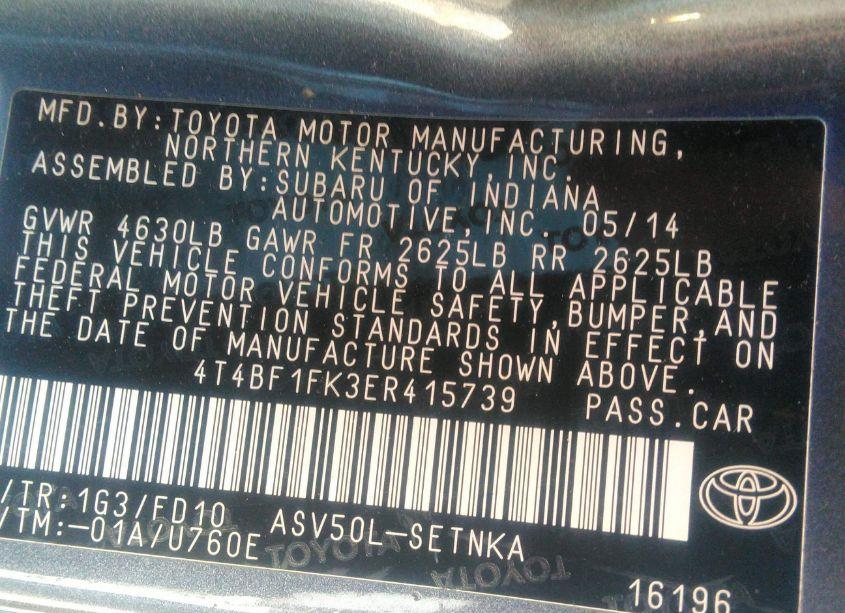 MFD.BY:TOYOTA MOTOR MANUFACTURING,
NORTHERN KENTUCKY,INC.
ASSEMBLED BY:SUBARU OF INDIANA
AUTOMOTIVE,INC. 05/14
GVWR 4630LB GAWR FR 2625LB RR 2625LB
THIS VEHICLE CONFORMS TO ALL APPLICABLE
FEDERAL MOTOR VEHICLE SAFETY,BUMPER,AND
THEFT PREVENTION STANDARDS IN EFFECT ON
THE DATE OF MANUFACTURE SHOWN ABOVE.
4T4BF1FK3ER415739 PASS.CAR
/TR:1G3/FD10 ASV50L-SETNKA
/TM:-01A/U760E
TOYOTA
16196